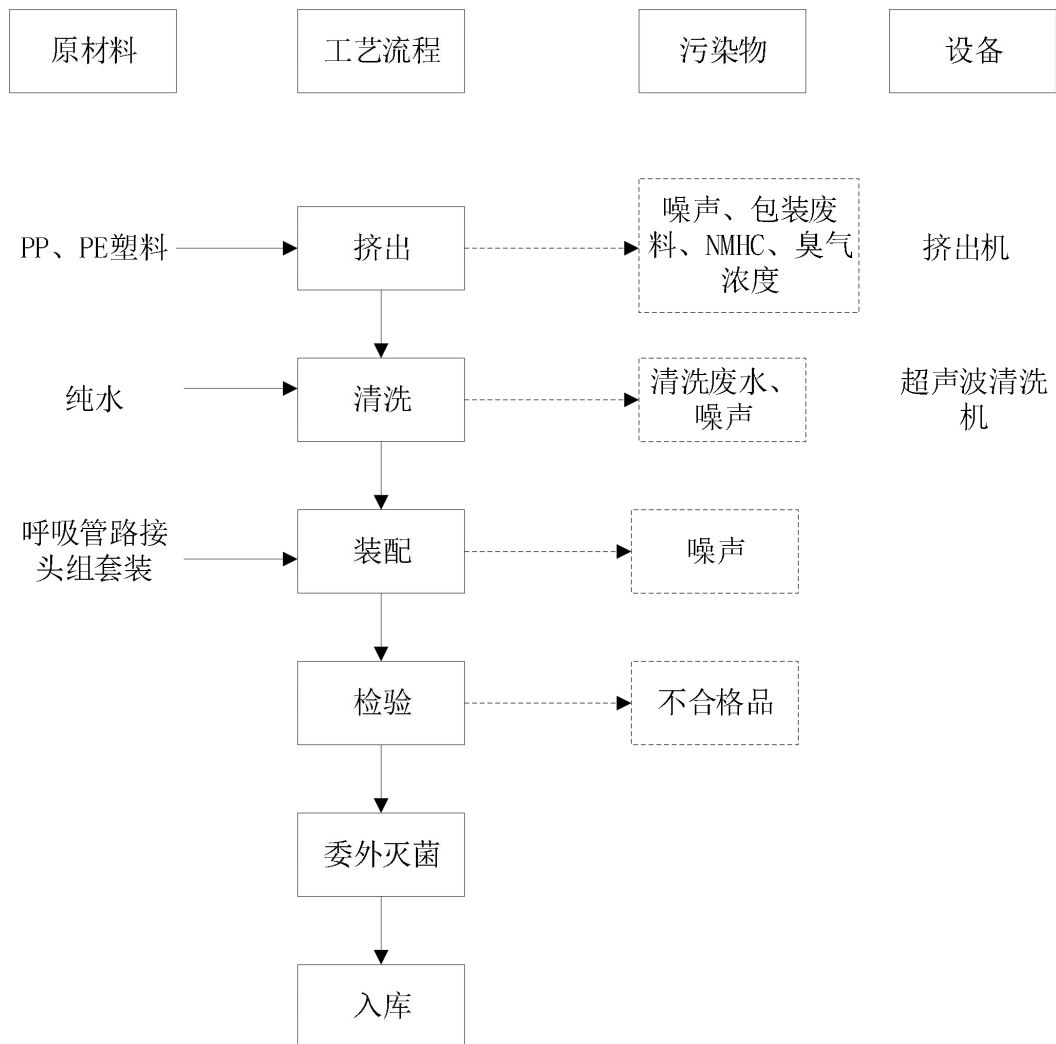 原材料
工艺流程
污染物
设备
PP、PE塑料
挤出
噪声、包装废
料、NMHC、臭气
浓度
挤出机
纯水
清洗
清洗废水、
噪声
超声波清洗
机
呼吸管路接
头组套装
装配
噪声
检验
不合格品
委外灭菌
入库